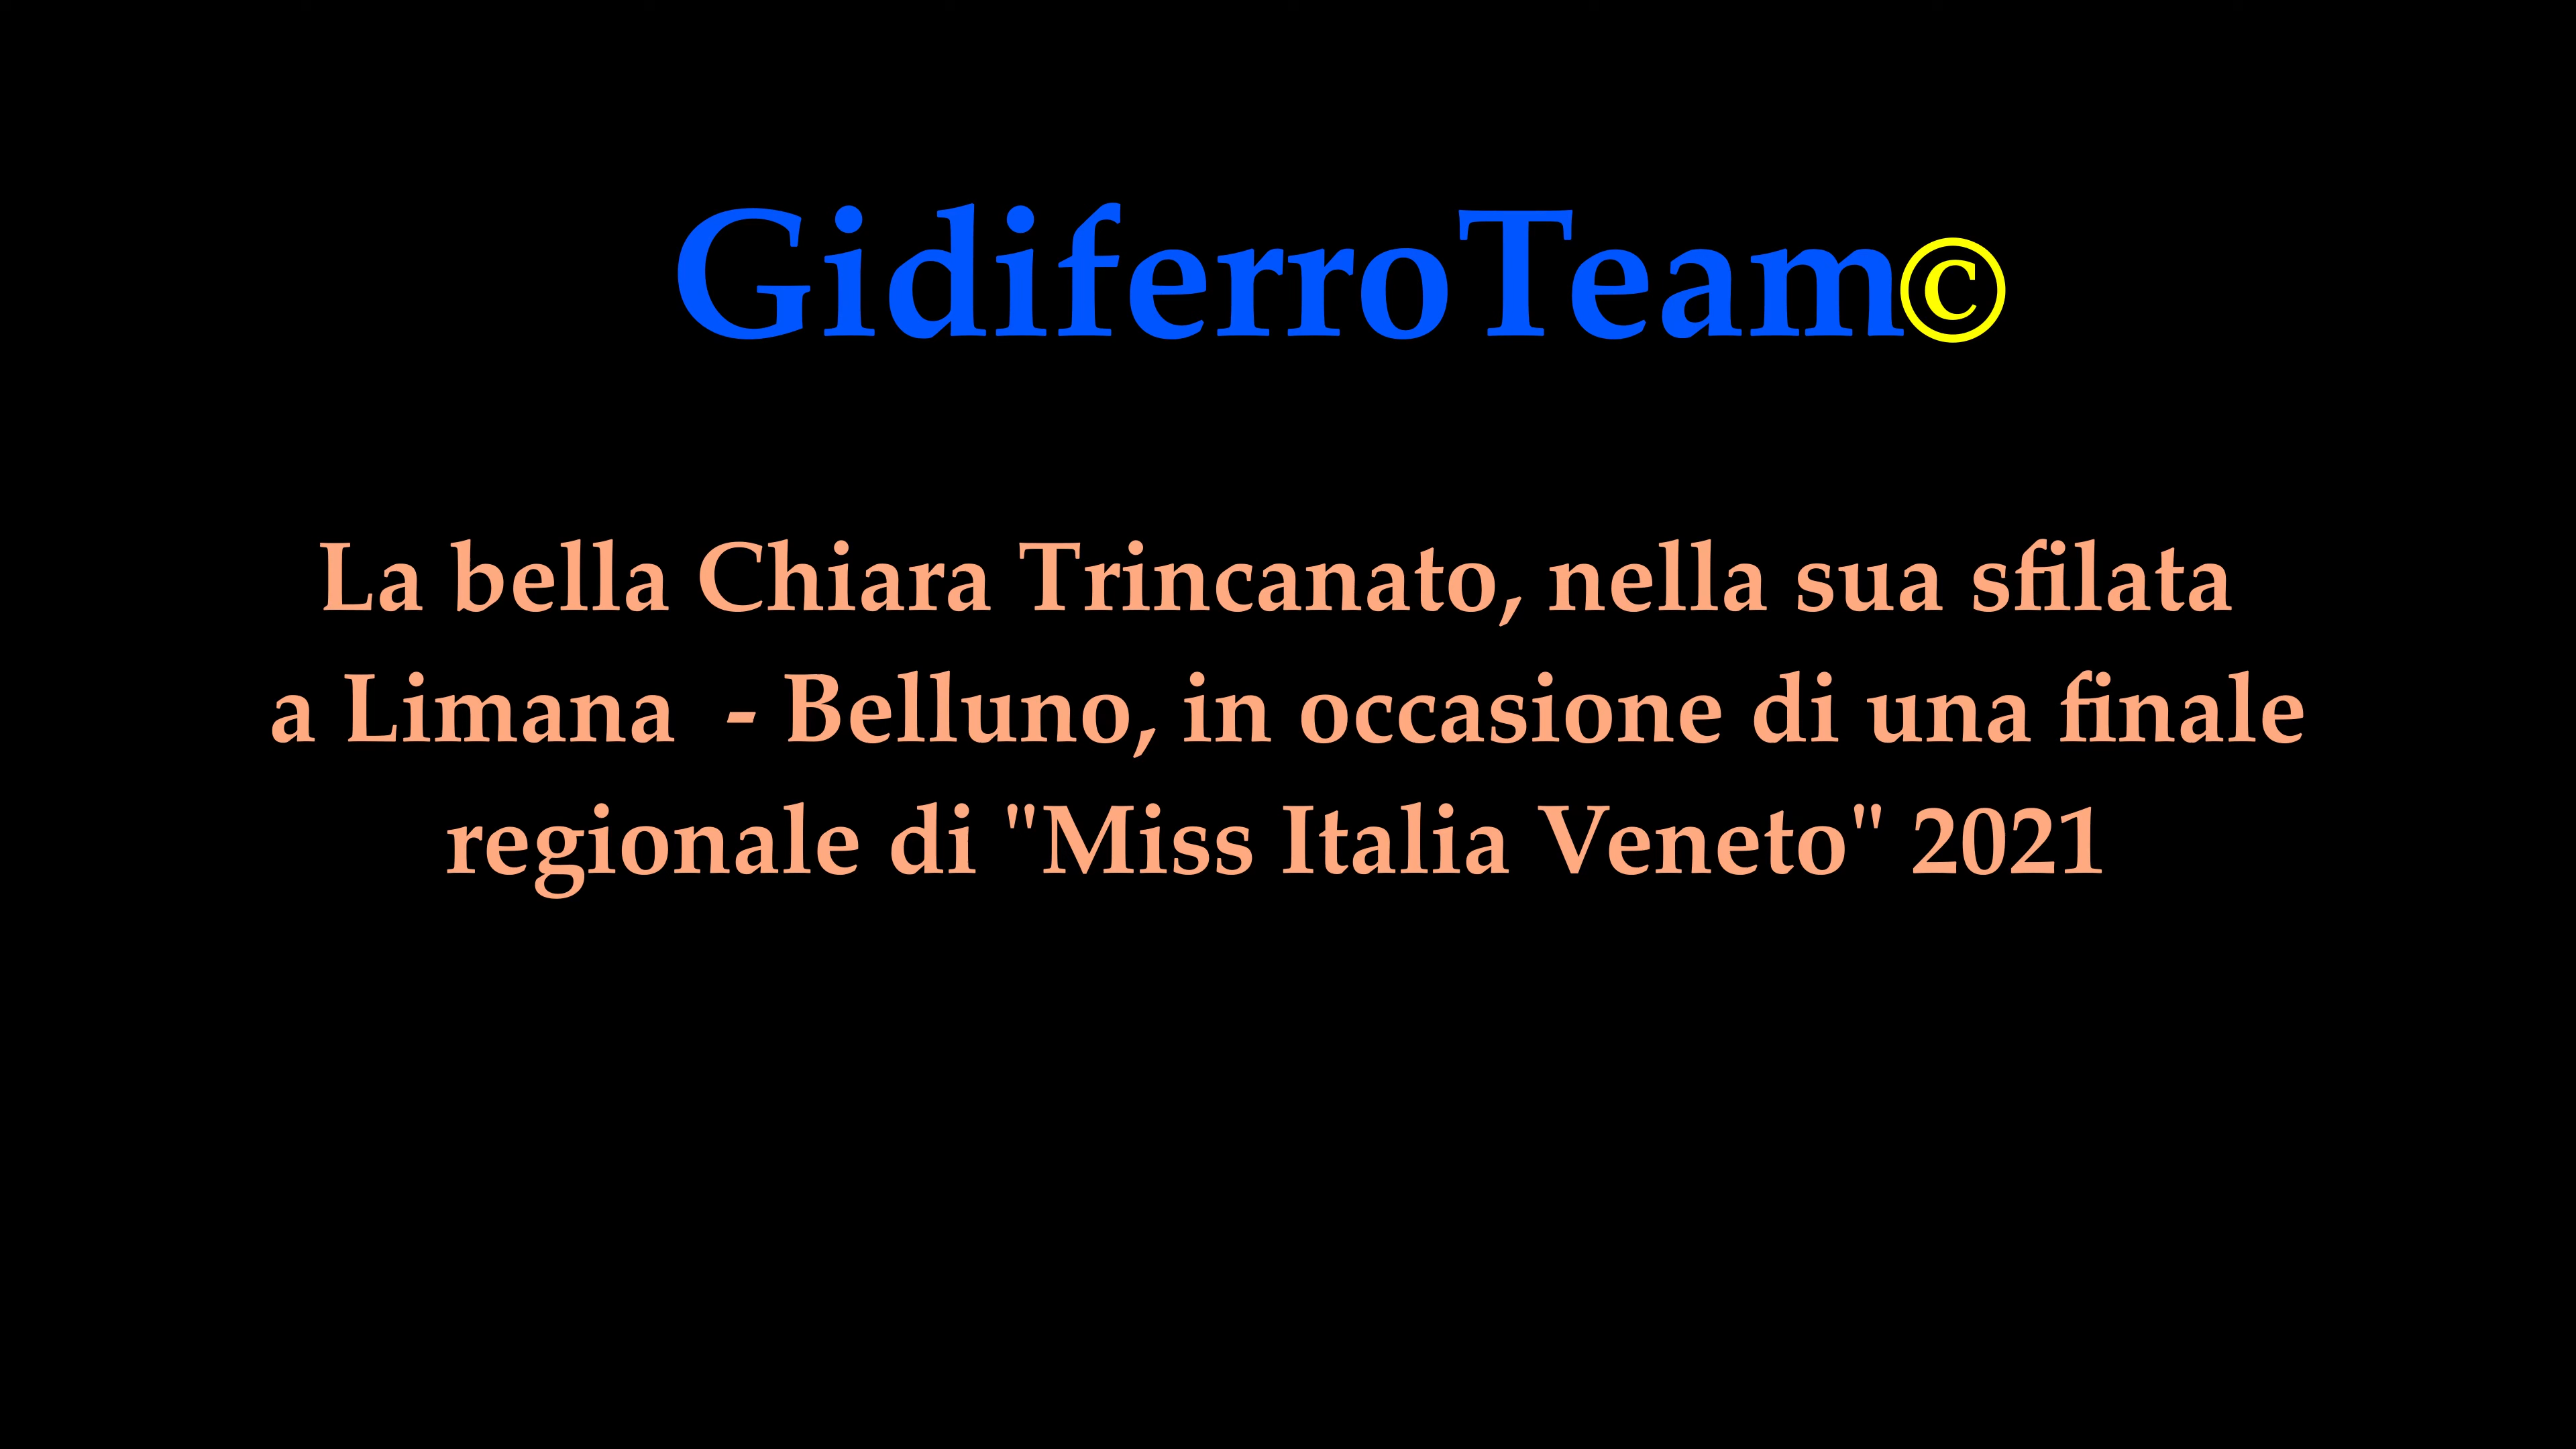 GidiferroTeam©
La bella Chiara Trincanato, nella sua sfilata
a Limana  - Belluno, in occasione di una finale
regionale di "Miss Italia Veneto" 2021